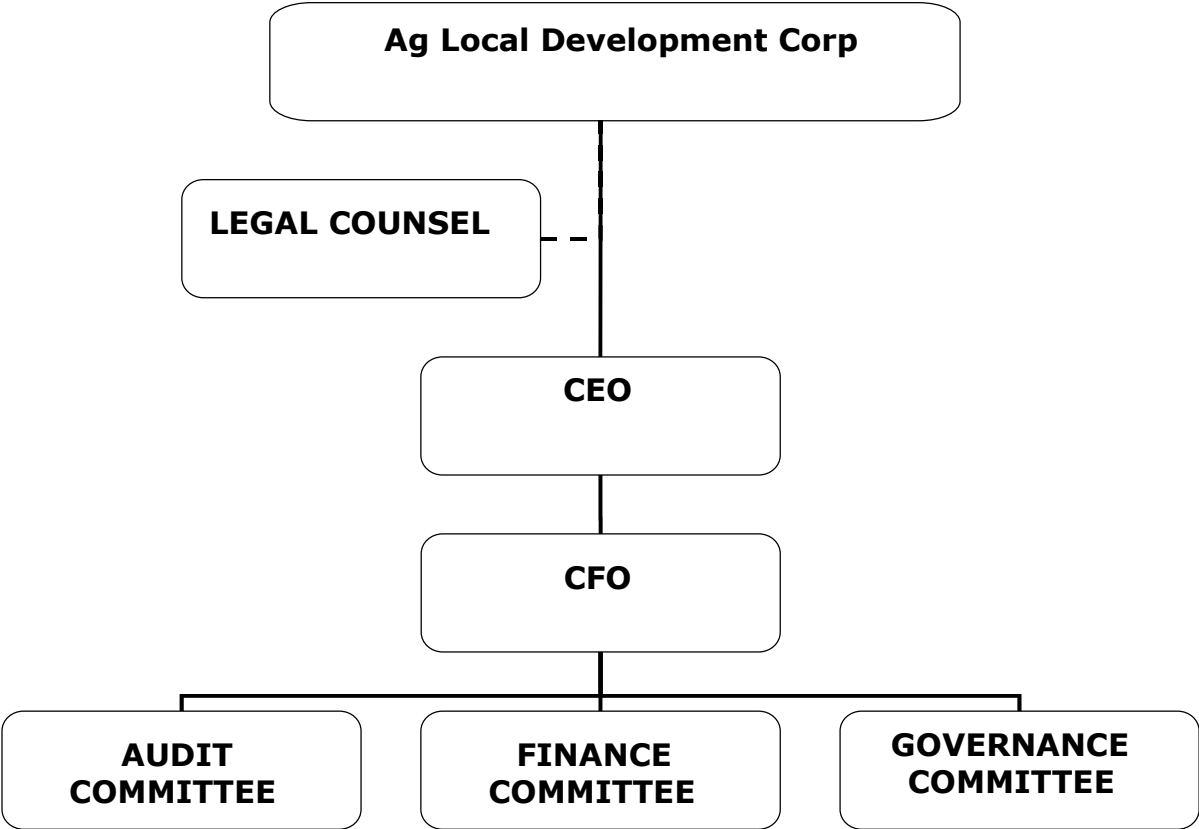 Ag Local Development Corp
LEGAL COUNSEL
CEO
CFO
AUDIT
COMMITTEE
FINANCE
COMMITTEE
GOVERNANCE
COMMITTEE